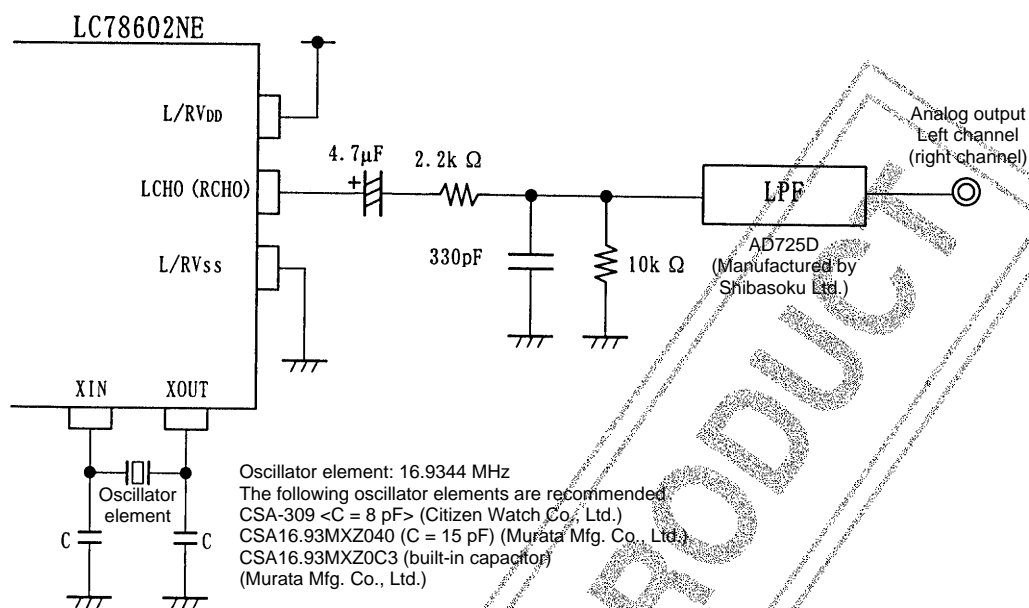 LC78602NE
L/RVDD
4.7μF
2.2k Ω
LCHO (RCHO)
Analog output
Left channel
(right channel)
LPF
AD725D
(Manufactured by
Shibasoku Ltd.)
330pF
10k Ω
L/RVSS
XIN
XOUT
Oscillator
element
C
C
Oscillator element: 16.9344 MHz
The following oscillator elements are recommended.
CSA-309 <C = 8 pF> (Citizen Watch Co., Ltd.)
CSA16.93MXZ040 (C = 15 pF) (Murata Mfg. Co., Ltd.)
CSA16.93MXZ0C3 (built-in capacitor)
(Murata Mfg. Co., Ltd.)
RODUCT